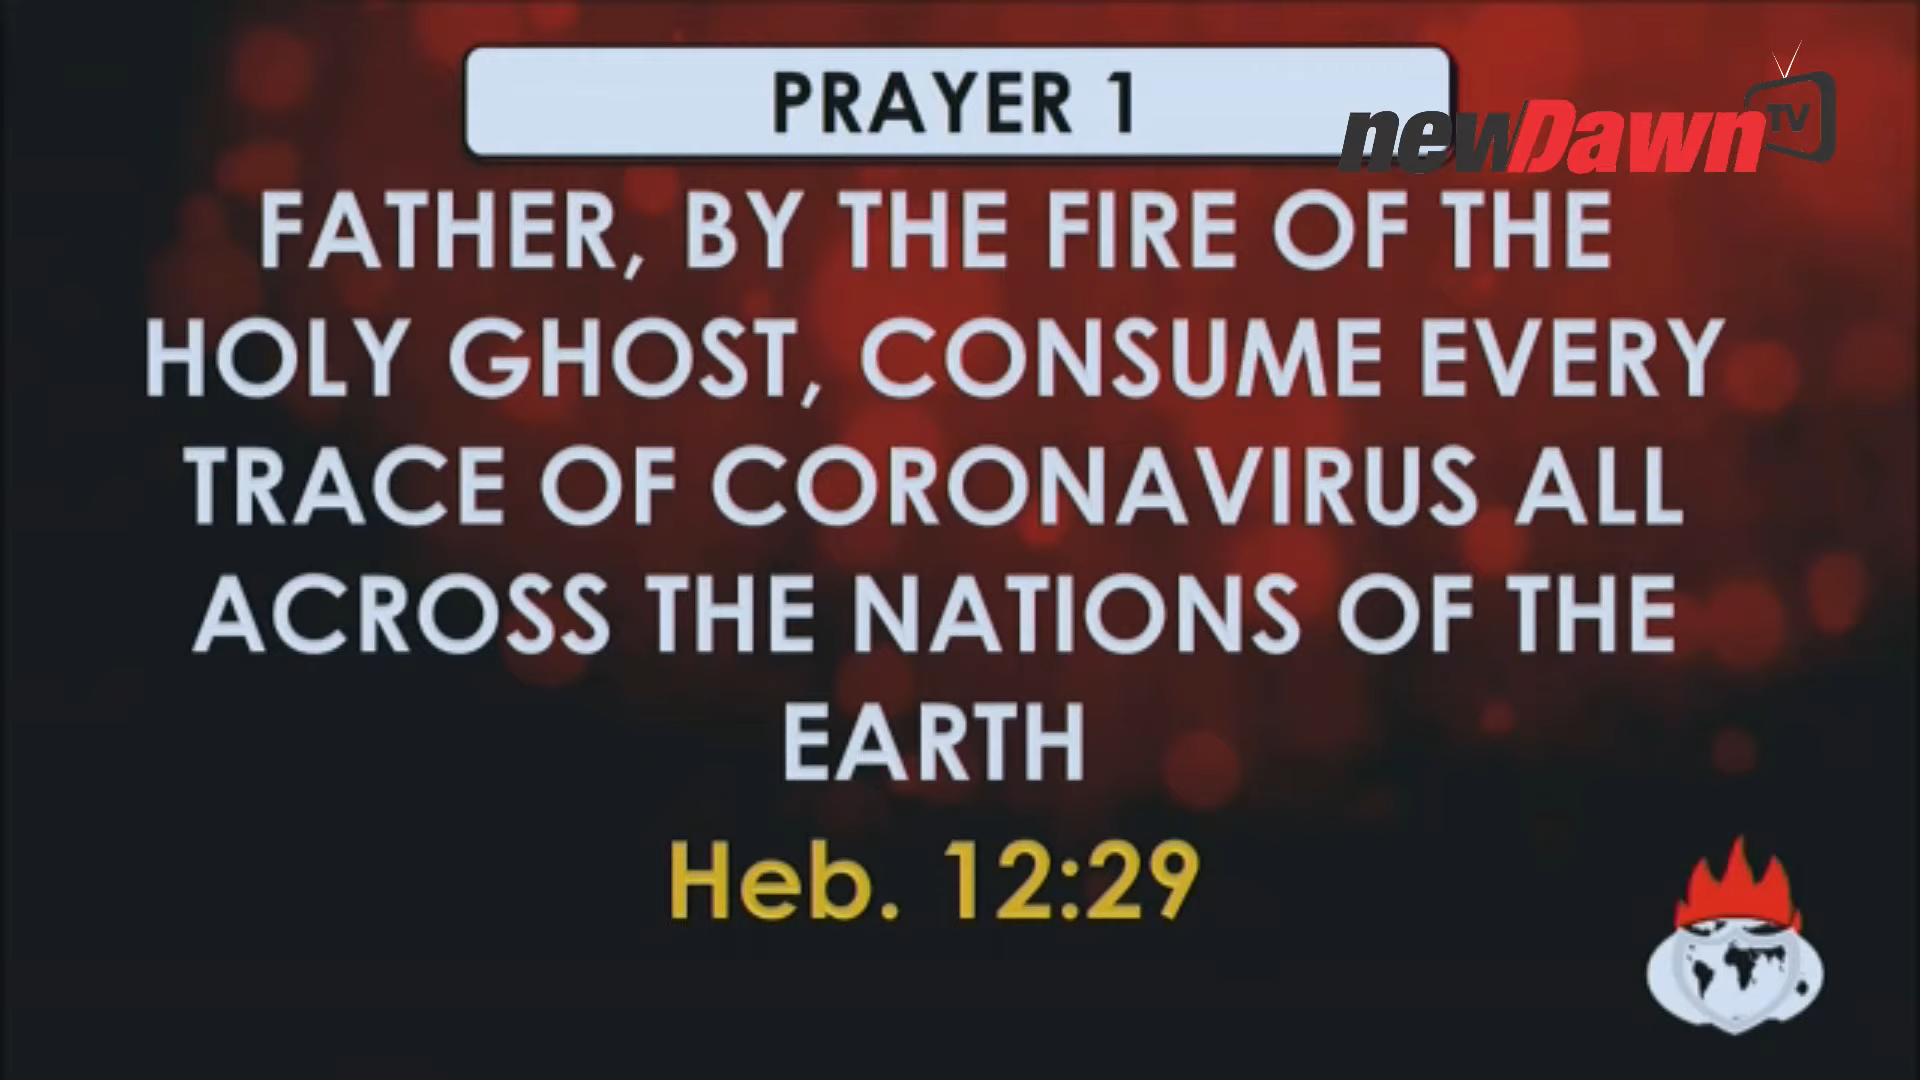 PRAYER 1
newDawn TV
FATHER, BY THE FIRE OF THE
HOLY GHOST, CONSUME EVERY
TRACE OF CORONAVIRUS ALL
ACROSS THE NATIONS OF THE
EARTH
Heb. 12:29